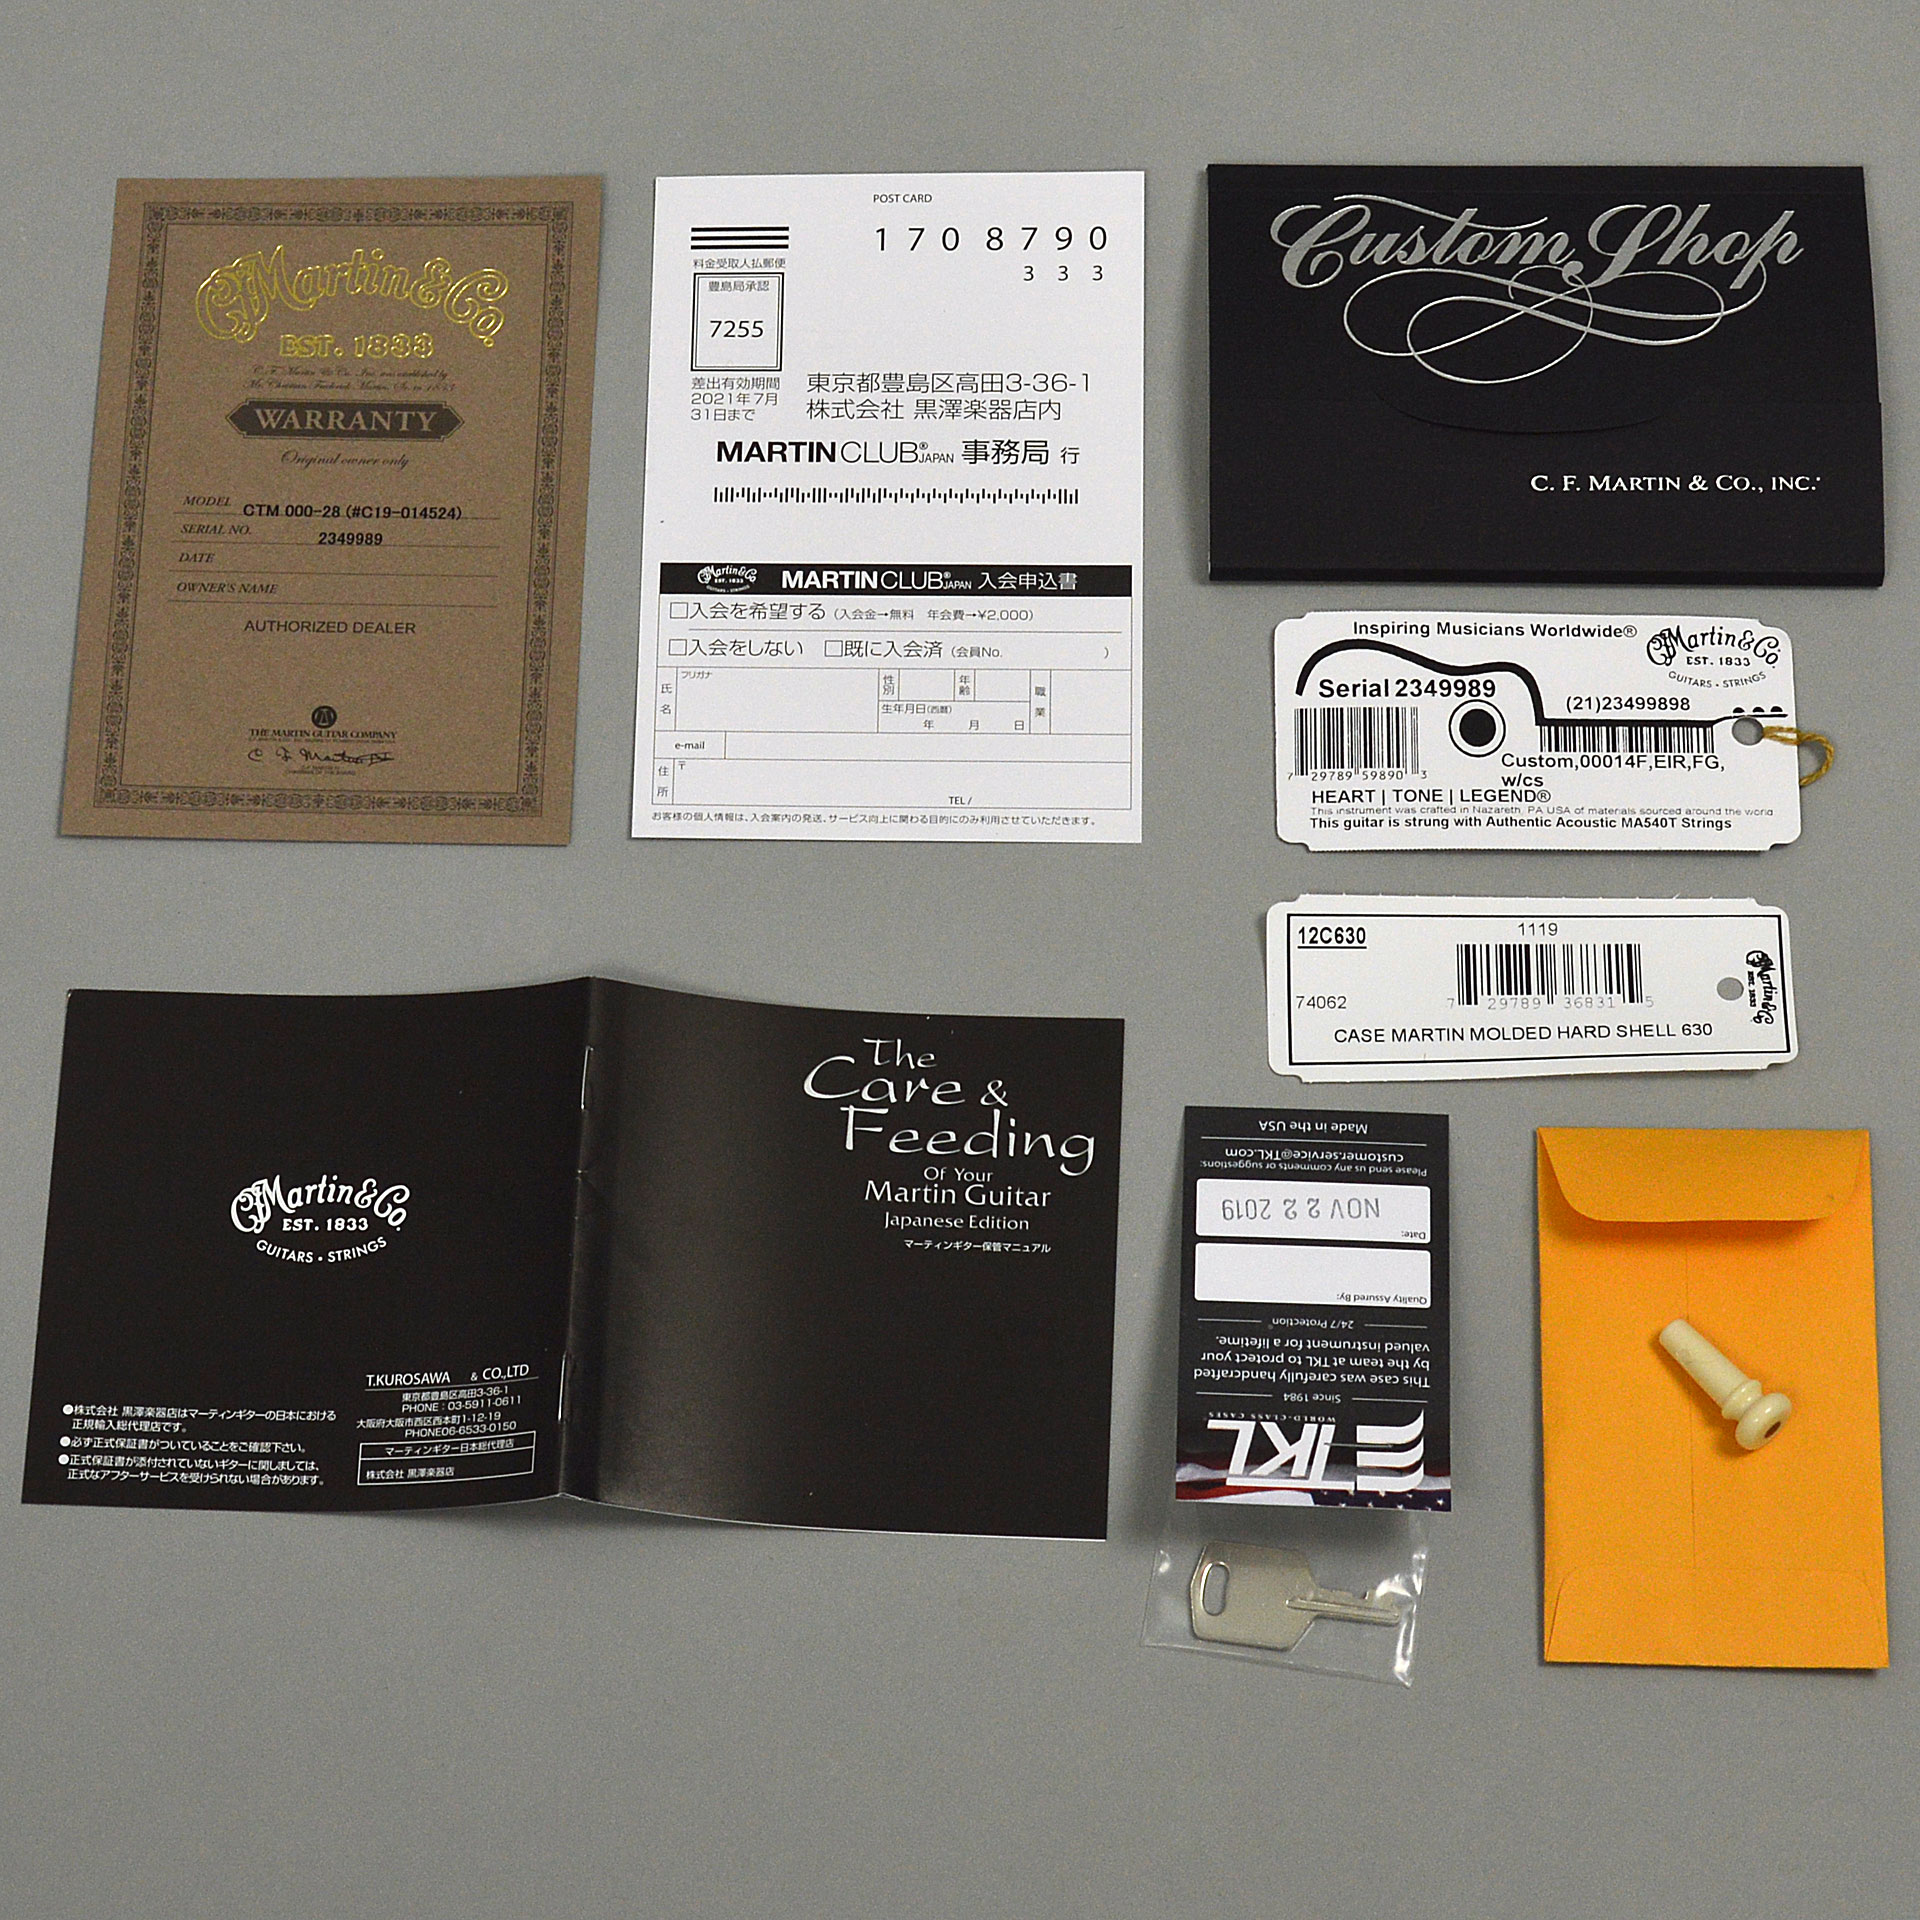 C.F. Martin & Co.
EST. 1833
C. F. Martin & Co. Inc. was established by
Mr. Christian Frederick Martin, Sr. in 1833
WARRANTY
Original owner only
MODEL CTM 000-28 (#C19-014524)
SERIAL NO. 2349989
DATE
OWNER'S NAME
AUTHORIZED DEALER
THE MARTIN GUITAR COMPANY
POST CARD
1708790
333
料金受取人払郵便
豊島局承認
7255
差出有効期間
2021年7月
31日まで
東京都豊島区高田3-36-1
株式会社 黒澤楽器店内
MARTIN CLUB® JAPAN 事務局 行
C.F. Martin & Co.
EST. 1833
GUITARS • STRINGS
MARTIN CLUB® JAPAN 入会申込書
□入会を希望する (入会金→無料 年会費→¥2,000)
□入会をしない □既に入会済 (会員No. )
フリガナ
氏名
性別
年齢
職業
生年月日(西暦)
年 月 日
e-mail
住所
〒
TEL /
お客様の個人情報は、入会案内の発送、サービス向上に関わる目的にのみ利用させていただきます。
Custom Shop
C. F. MARTIN & CO., INC.®
Inspiring Musicians Worldwide®
C.F. Martin & Co.
EST. 1833
GUITARS • STRINGS
Serial 2349989
(21)23499898
7 29789 59890 3
Custom,00014F,EIR,FG,
w/cs
HEART | TONE | LEGEND®
This instrument was crafted in Nazareth, PA USA of materials sourced around the world
This guitar is strung with Authentic Acoustic MA540T Strings
12C630
1119
74062
7 29789 36831 5
CASE MARTIN MOLDED HARD SHELL 630
C.F. Martin & Co.
EST. 1833
C.F. Martin & Co.
EST. 1833
GUITARS • STRINGS
T.KUROSAWA & CO.,LTD
東京都豊島区高田3-36-1
PHONE : 03-5911-0611
大阪府大阪市西区西本町1-12-19
PHONE06-6533-0150
マーティンギター日本総代理店
株式会社 黒澤楽器店
●株式会社 黒澤楽器店はマーティンギターの日本における
正規輸入総代理店です。
●必ず正式保証書がついていることをご確認下さい。
●正式保証書が添付されていないギターに関しましては、
正式なアフターサービスを受けられない場合があります。
The
Care &
Feeding
Of Your
Martin Guitar
Japanese Edition
マーティンギター保管マニュアル
TKL
WORLD-CLASS CASES
Since 1984
This case was carefully handcrafted
by the team at TKL to protect your
valued instrument for a lifetime.
24/7 Protection
Quality Assured By:
Date:
NOV 22 2019
Please send us any comments or suggestions:
customer.service@TKL.com
Made in the USA